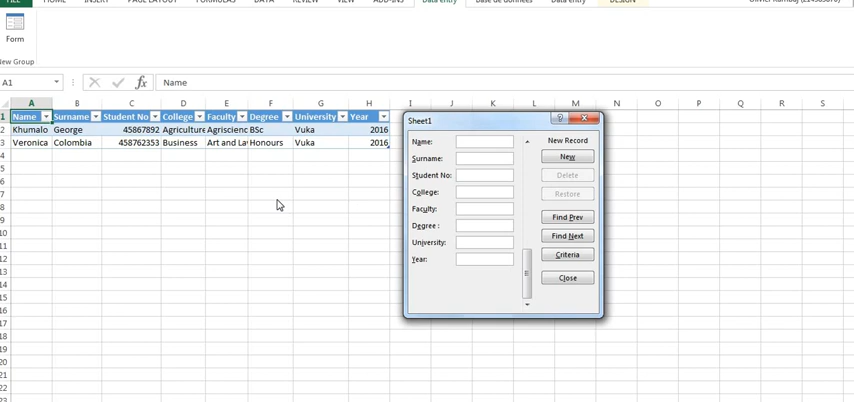 FILE HOME INSERT PAGE LAYOUT FORMULAS DATA REVIEW VIEW ADD-INS Data entry Base de données Data entry DESIGN
Form
New Group
A1 fx Name
A B C D E F G H I J L M N O P Q R S
1 Name Surname Student No College Faculty Degree University Year
2 Khumalo George 45867892 Agriculture Agriscienc BSc Vuka 2016
3 Veronica Colombia 458762353 Business Art and La Honours Vuka 2016
4
5
6
7
8
9
10
11
12
13
14
15
16
17
18
19
20
21
22
23
Sheet1
Name: New Record
Surname: New
Student No: Delete
College: Restore
Faculty: Find Prev
Degree : Find Next
University: Criteria
Year: Close